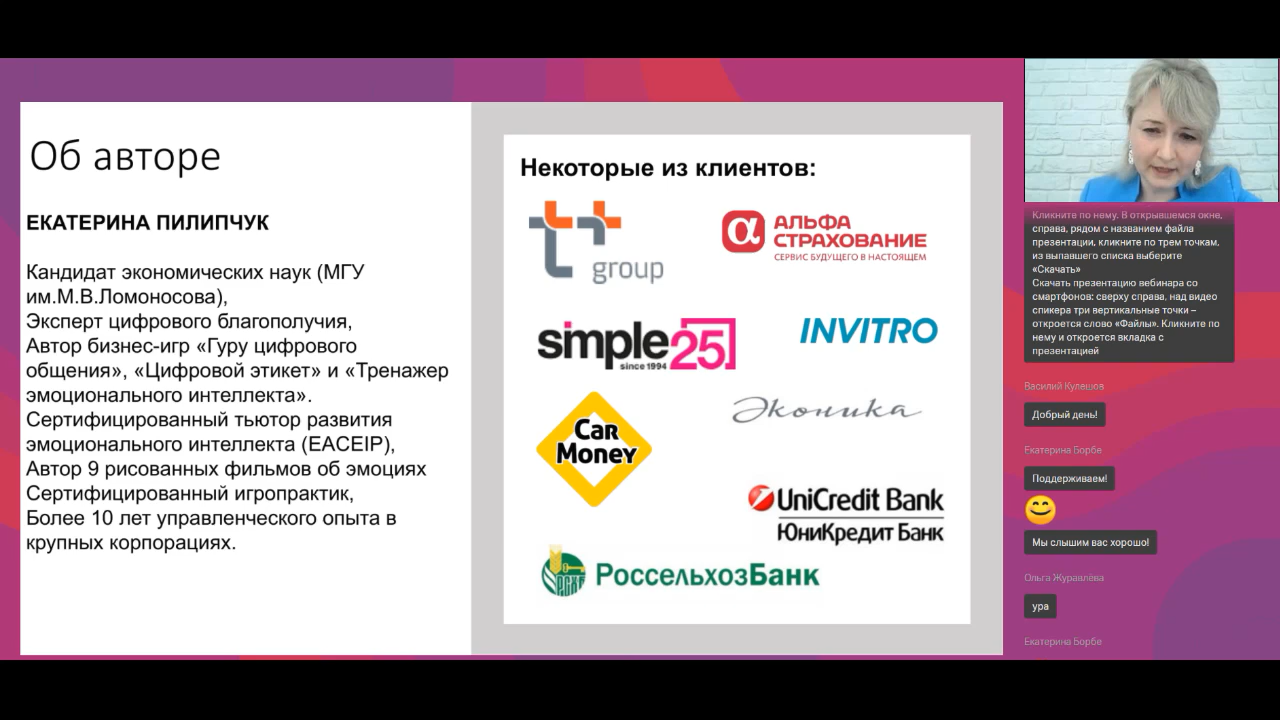 Об авторе
ЕКАТЕРИНА ПИЛИПЧУК
Кандидат экономических наук (МГУ
им.М.В.Ломоносова),
Эксперт цифрового благополучия,
Автор бизнес-игр «Гуру цифрового
общения», «Цифровой этикет» и «Тренажер
эмоционального интеллекта».
Сертифицированный тьютор развития
эмоционального интеллекта (EACEIP),
Автор 9 рисованных фильмов об эмоциях
Сертифицированный игропрактик,
Более 10 лет управленческого опыта в
крупных корпорациях.
Некоторые из клиентов:
group
α АЛЬФА
СТРАХОВАНИЕ
СЕРВИС БУДУЩЕГО В НАСТОЯЩЕМ
simple 25
since 1994
INVITRO
Car
Money
Эконика
UniCredit Bank
ЮниКредит Банк
РСХБ
РоссельхозБанк
Кликните по нему. В открывшемся окне,
справа, рядом с названием файла
презентации, кликните по трем точкам,
из выпавшего списка выберите
«Скачать»
Скачать презентацию вебинара со
смартфонов: сверху справа, над видео
спикера три вертикальные точки –
откроется слово «Файлы». Кликните по
нему и откроется вкладка с
презентацией
Василий Кулешов
Добрый день!
Екатерина Борбе
Поддерживаем!
Мы слышим вас хорошо!
Ольга Журавлёва
ура
Екатерина Борбе